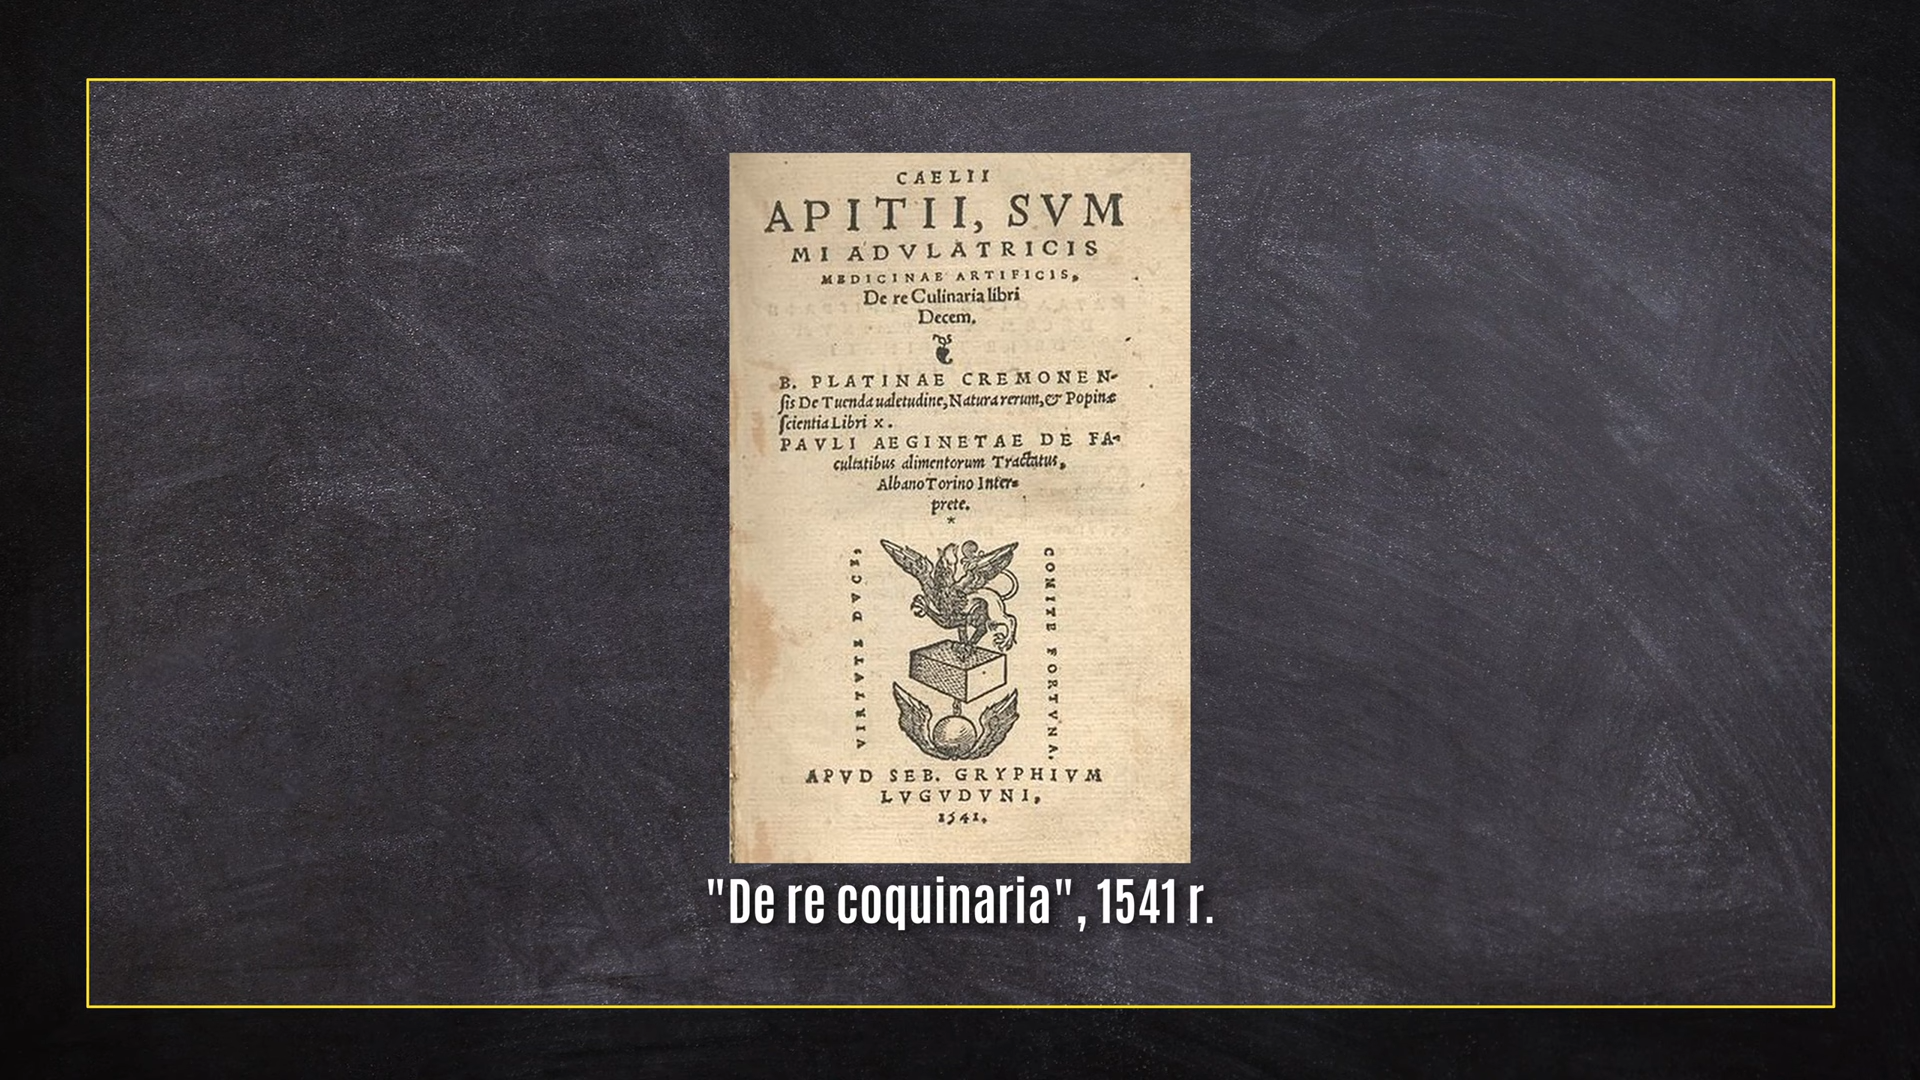 CAELII
APITII, SVM
MI ADVLATRICIS
MEDICINAE ARTIFICIS,
De re Culinaria libri
Decem.
B. PLATINAE CREMONEN-
sis De Tuenda ualetudine, Natura rerum, & Popinæ
scientia Libri x.
PAVLI AEGINETAE DE FA-
cultatibus alimentorum Tractatus,
Albano Torino Inter-
prete.
*
VIRTVTE DVCE,
COMITE FORTVNA.
APVD SEB. GRYPHIVM
LVGVDVNI,
1541.
"De re coquinaria", 1541 r.